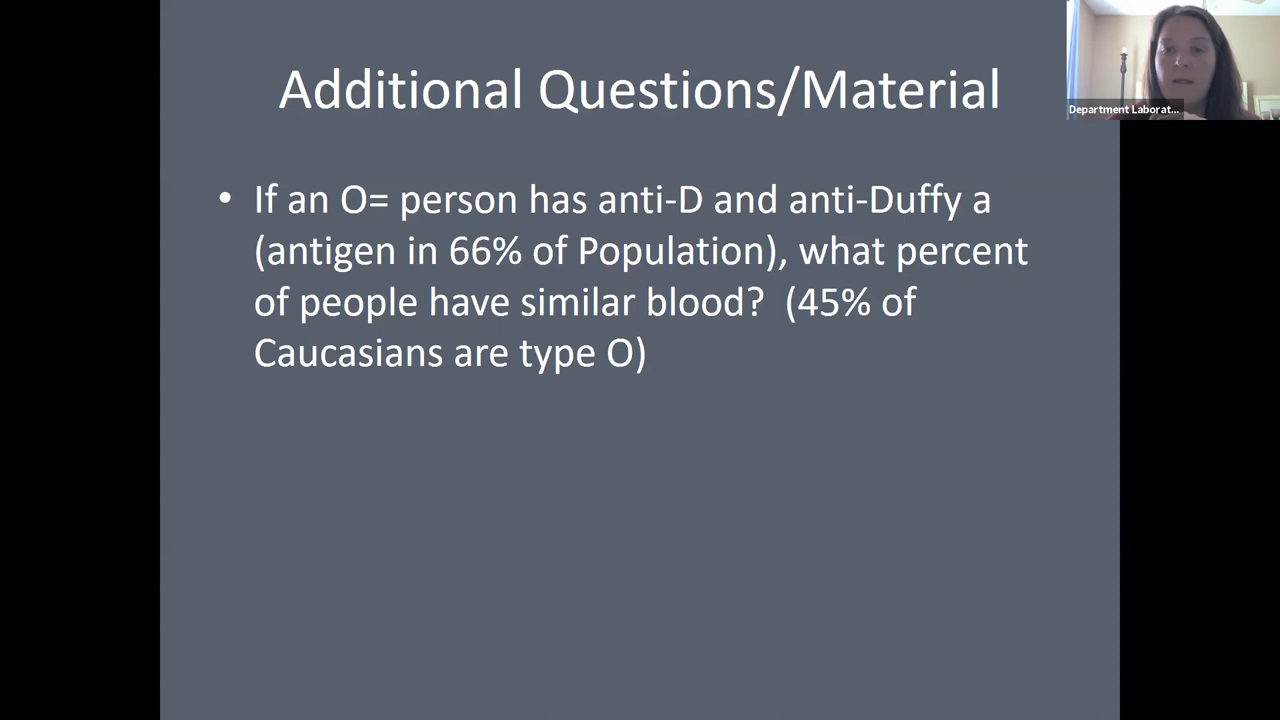 Additional Questions/Material
Department Laborat...
• If an O= person has anti-D and anti-Duffy a
(antigen in 66% of Population), what percent
of people have similar blood? (45% of
Caucasians are type O)